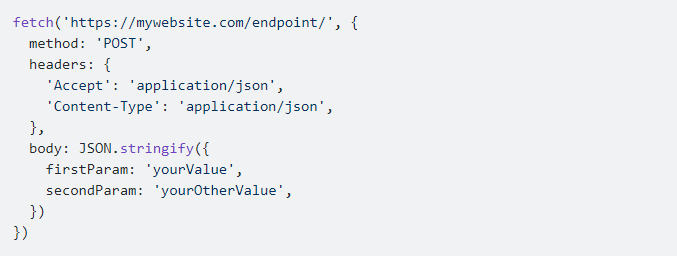 fetch('https://mywebsite.com/endpoint/', {
  method: 'POST',
  headers: {
    'Accept': 'application/json',
    'Content-Type': 'application/json',
  },
  body: JSON.stringify({
    firstParam: 'yourValue',
    secondParam: 'yourOtherValue',
  })
})